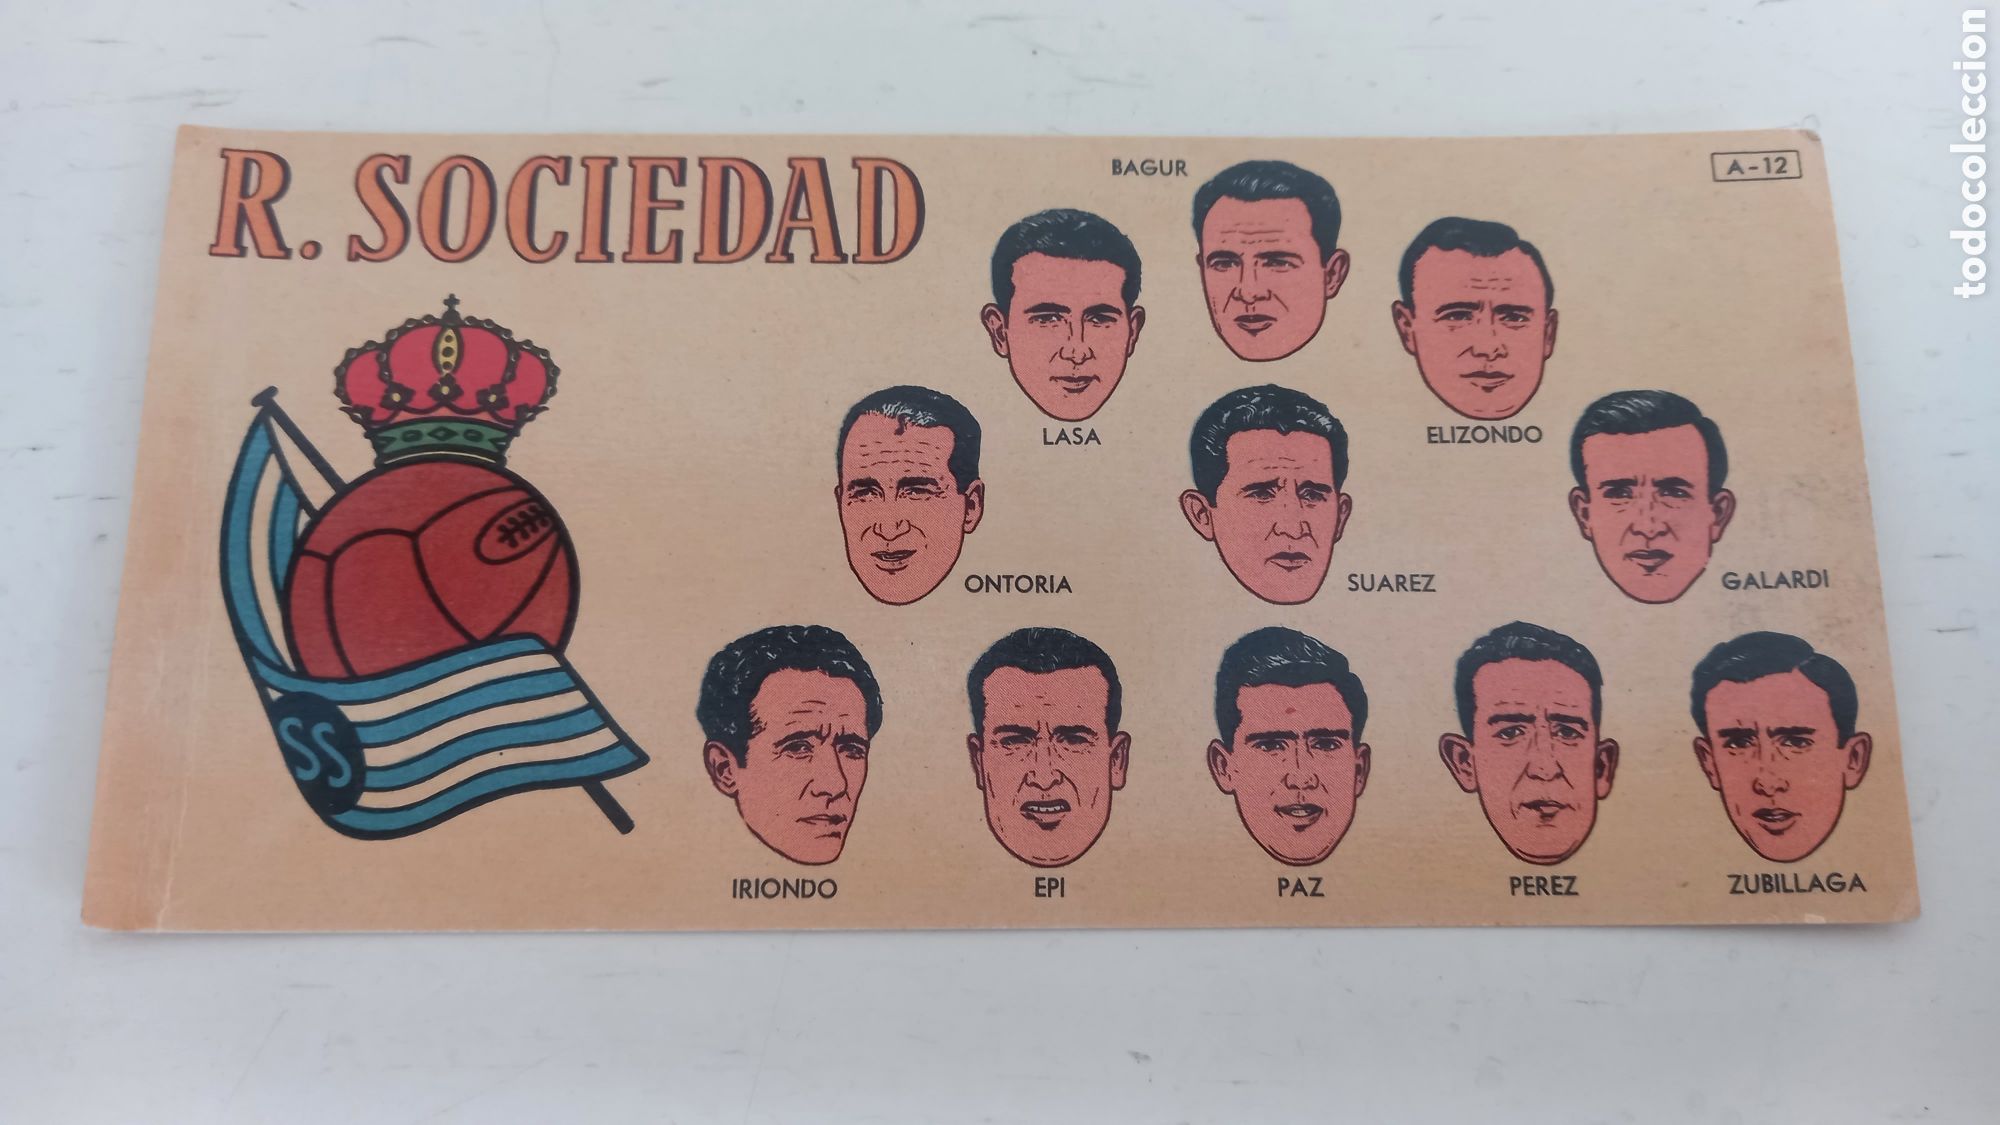 R. SOCIEDAD
BAGUR
A-12
LASA
ELIZONDO
ONTORIA
SUAREZ
GALARDI
SS
IRIONDO
EPI
PAZ
PEREZ
ZUBILLAGA
todocoleccion